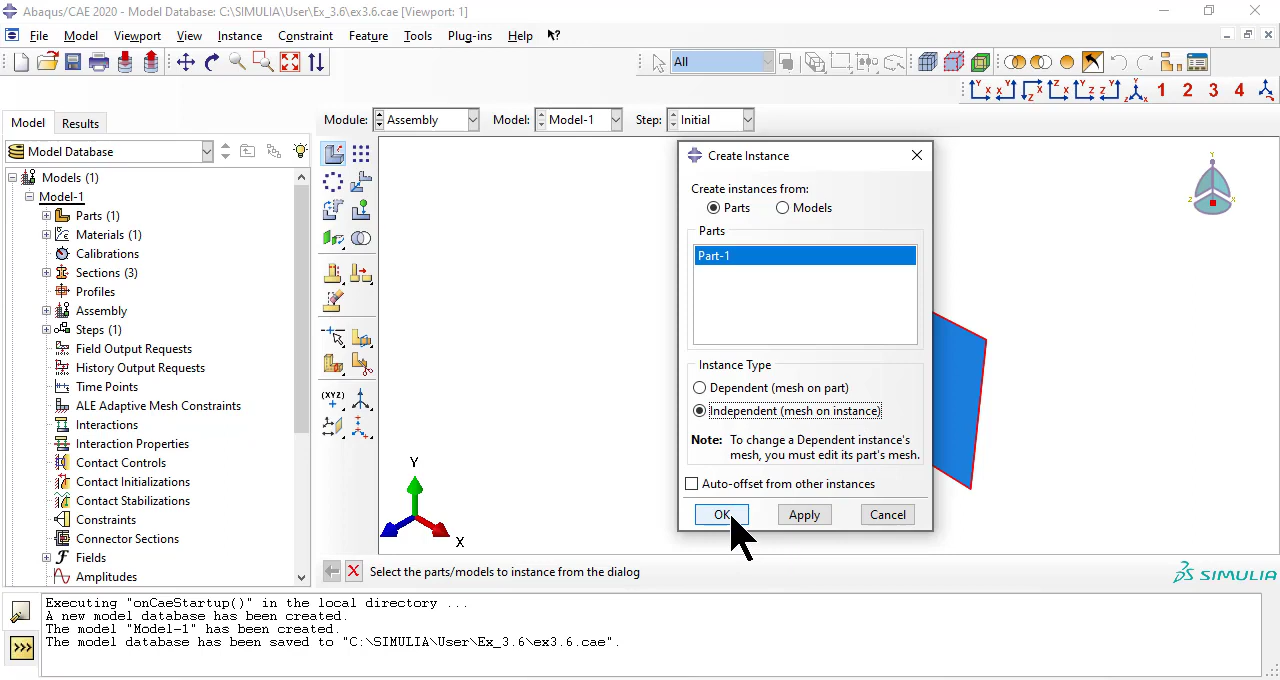 Abaqus/CAE 2020 - Model Database: C:\SIMULIA\User\Ex_3.6\ex3.6.cae [Viewport: 1]
File Model Viewport View Instance Constraint Feature Tools Plug-ins Help
All
1 2 3 4
Model Results
Module: Assembly Model: Model-1 Step: Initial
Model Database
Models (1)
Model-1
Parts (1)
Materials (1)
Calibrations
Sections (3)
Profiles
Assembly
Steps (1)
Field Output Requests
History Output Requests
Time Points
ALE Adaptive Mesh Constraints
Interactions
Interaction Properties
Contact Controls
Contact Initializations
Contact Stabilizations
Constraints
Connector Sections
Fields
Amplitudes
(XYZ)
Create Instance
Create instances from:
Parts Models
Parts
Part-1
Instance Type
Dependent (mesh on part)
Independent (mesh on instance)
Note: To change a Dependent instance's
mesh, you must edit its part's mesh.
Auto-offset from other instances
OK Apply Cancel
Y
Z X
Y
X
Select the parts/models to instance from the dialog
SIMULIA
Executing "onCaeStartup()" in the local directory ...
A new model database has been created.
The model "Model-1" has been created.
The model database has been saved to "C:\SIMULIA\User\Ex_3.6\ex3.6.cae".
>>>